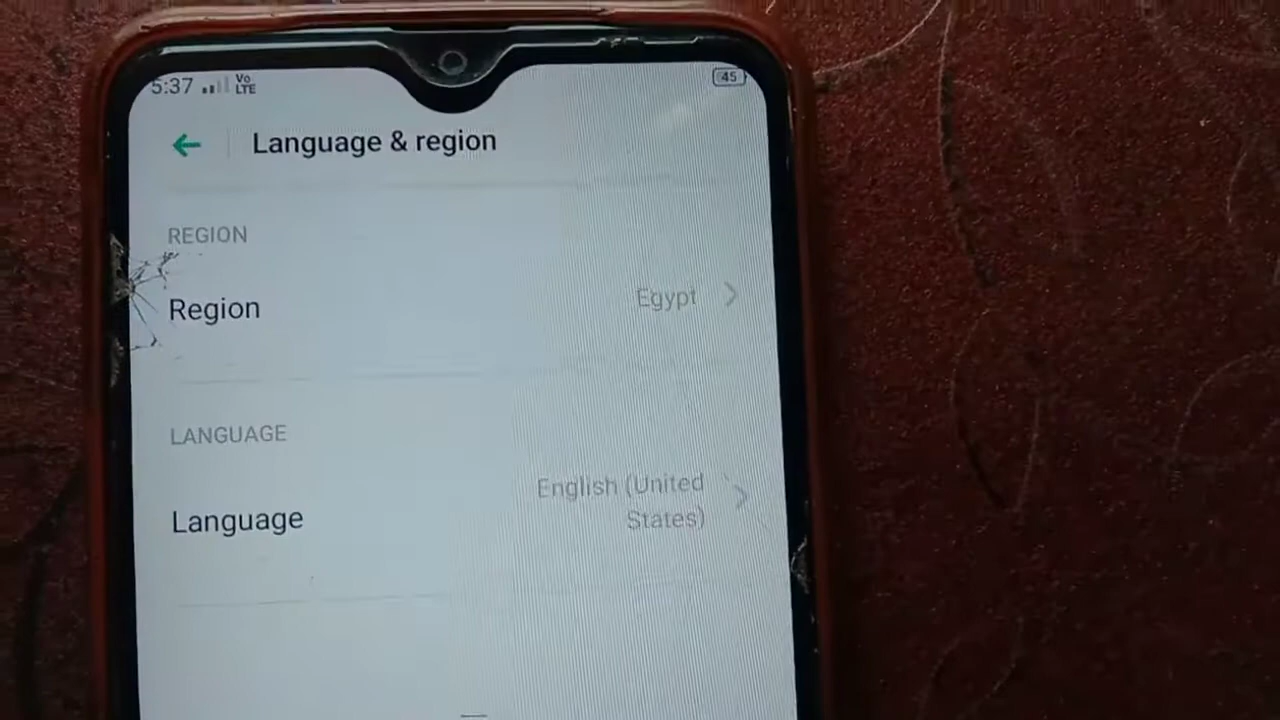 5:37 Vo LTE 45
Language & region
REGION
Region Egypt
LANGUAGE
Language English (United States)